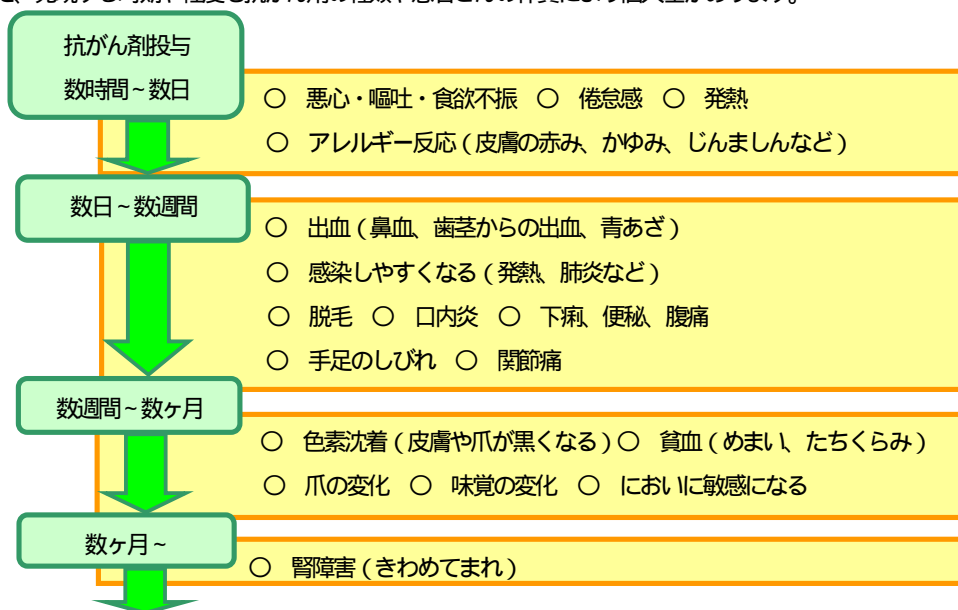 抗がん剤投与
数時間~数日
○ 悪心・嘔吐・食欲不振 ○ 倦怠感 ○ 発熱
○ アレルギー反応(皮膚の赤み、かゆみ、じんましんなど)
数日~数週間
○ 出血(鼻血、歯茎からの出血、青あざ)
○ 感染しやすくなる(発熱、肺炎など)
○ 脱毛 ○ 口内炎 ○ 下痢、便秘、腹痛
○ 手足のしびれ ○ 関節痛
数週間~数ヶ月
○ 色素沈着(皮膚や爪が黒くなる)○ 貧血(めまい、たちくらみ)
○ 爪の変化 ○ 味覚の変化 ○ においに敏感になる
数ヶ月~
○ 腎障害(きわめてまれ)